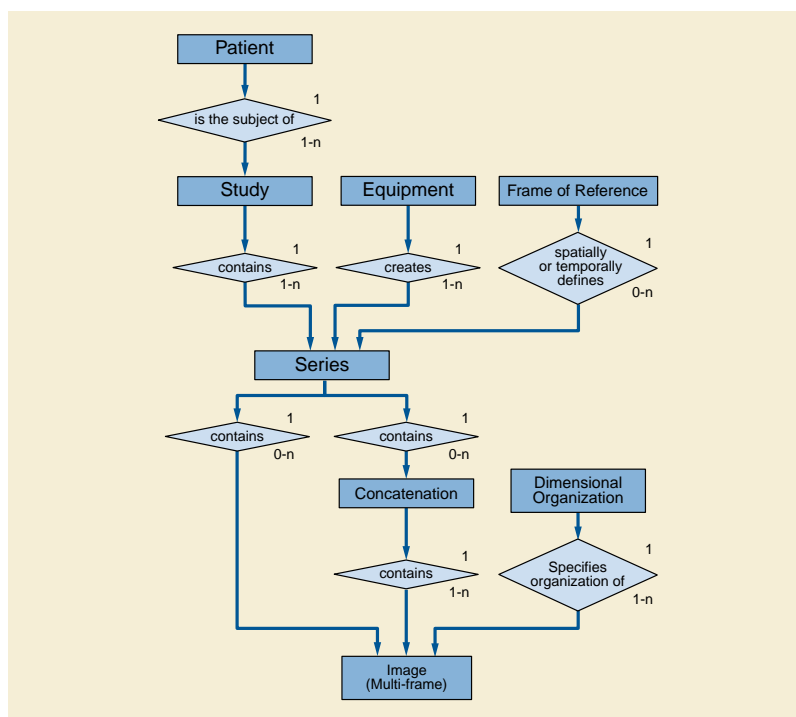 Patient
1
is the subject of
1-n
Study
Equipment
Frame of Reference
1
contains
1-n
1
creates
1-n
1
spatially
or temporally
defines
0-n
Series
1
contains
0-n
1
contains
0-n
Concatenation
Dimensional
Organization
1
contains
1-n
1
Specifies
organization of
1-n
Image
(Multi-frame)